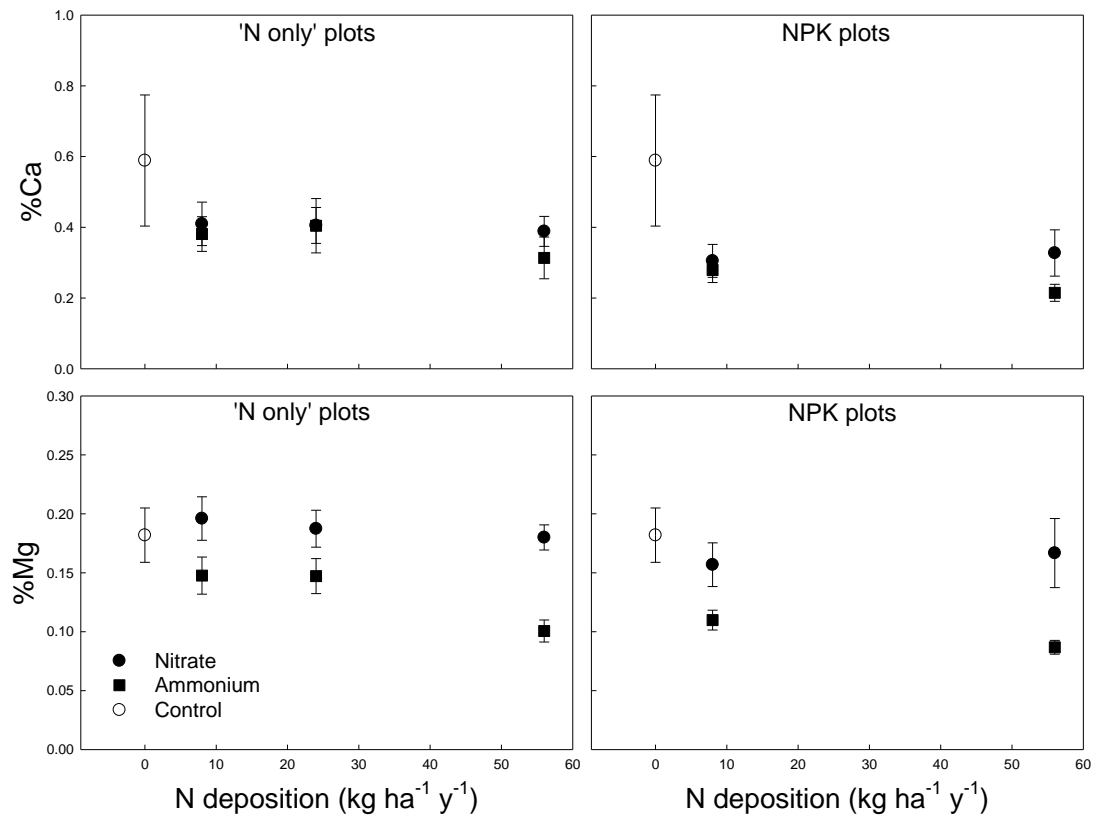 'N only' plots
NPK plots
%Ca
1.0
0.8
0.6
0.4
0.2
0.0
'N only' plots
NPK plots
%Mg
0.30
0.25
0.20
0.15
0.10
0.05
0.00
Nitrate
Ammonium
Control
0 10 20 30 40 50 60
0 10 20 30 40 50 60
N deposition (kg ha⁻¹ y⁻¹)
N deposition (kg ha⁻¹ y⁻¹)